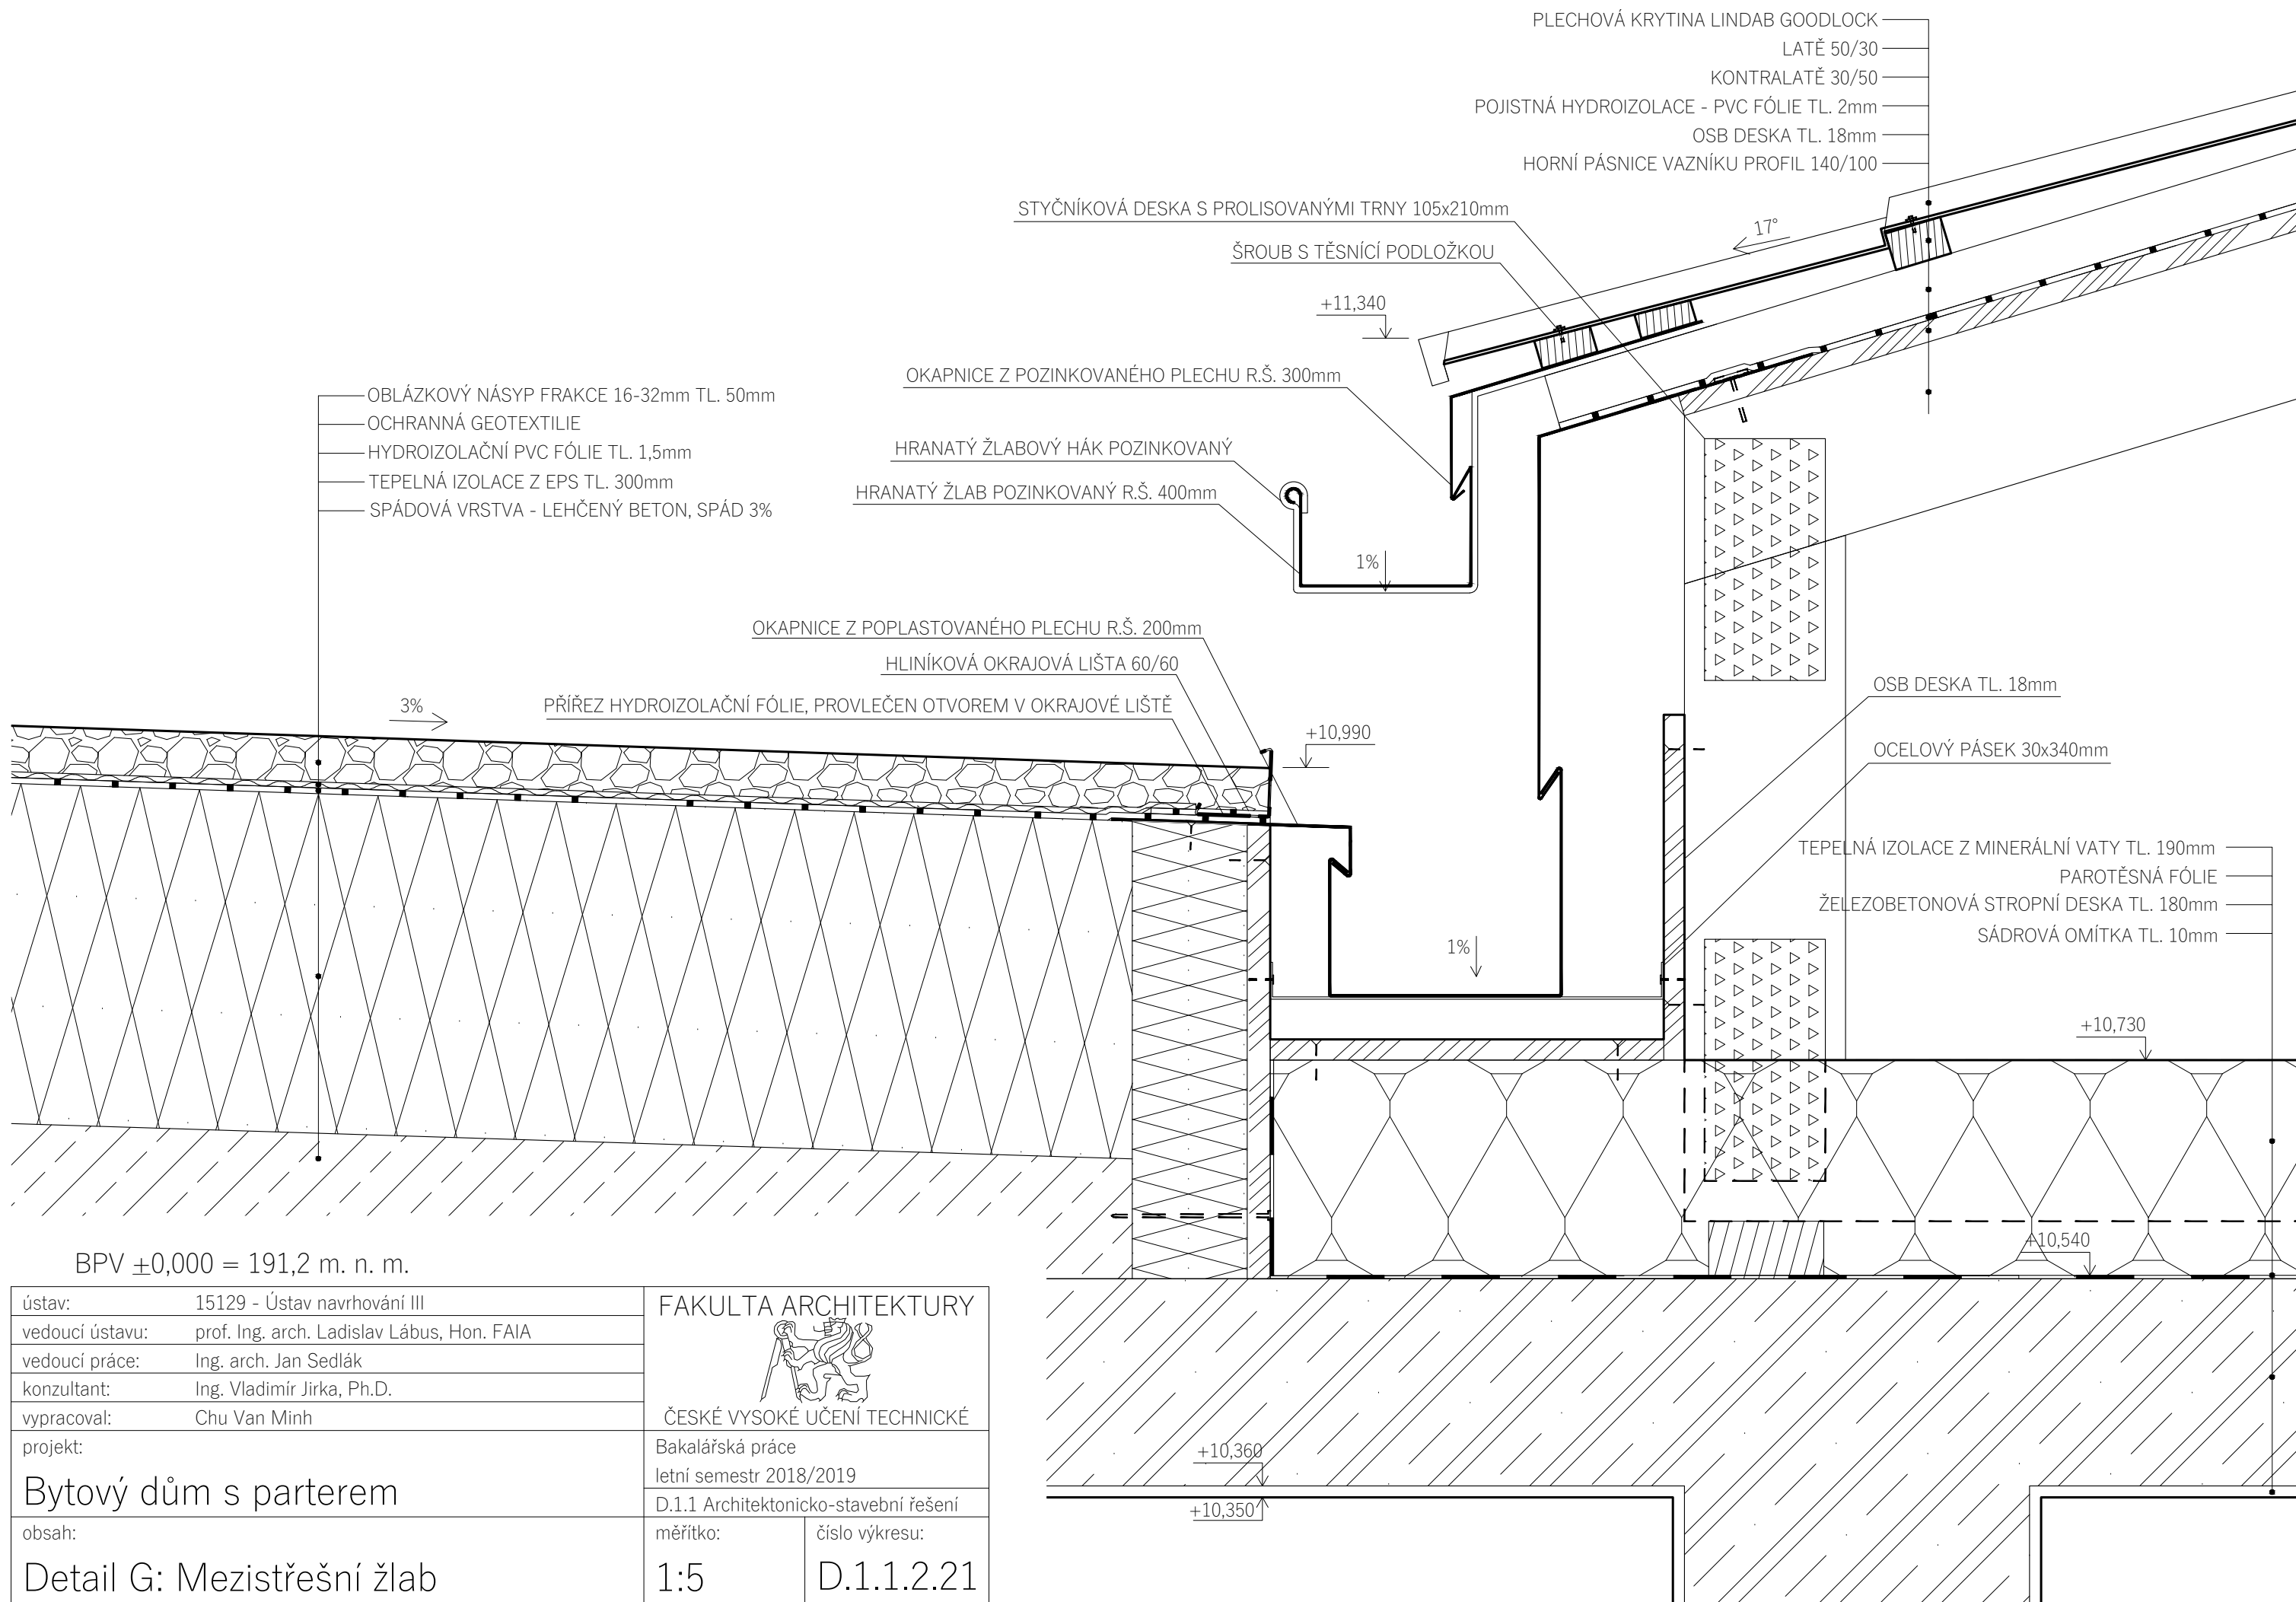 PLECHOVÁ KRYTINA LINDAB GOODLOCK
LATĚ 50/30
KONTRALATĚ 30/50
POJISTNÁ HYDROIZOLACE - PVC FÓLIE TL. 2mm
OSB DESKA TL. 18mm
HORNÍ PÁSNICE VAZNÍKU PROFIL 140/100
STYČNÍKOVÁ DESKA S PROLISOVANÝMI TRNY 105x210mm
17°
ŠROUB S TĚSNÍCÍ PODLOŽKOU
+11,340
OKAPNICE Z POZINKOVANÉHO PLECHU R.Š. 300mm
HRANATÝ ŽLABOVÝ HÁK POZINKOVANÝ
HRANATÝ ŽLAB POZINKOVANÝ R.Š. 400mm
1%
OBLÁZKOVÝ NÁSYP FRAKCE 16-32mm TL. 50mm
OCHRANNÁ GEOTEXTILIE
HYDROIZOLAČNÍ PVC FÓLIE TL. 1,5mm
TEPELNÁ IZOLACE Z EPS TL. 300mm
SPÁDOVÁ VRSTVA - LEHČENÝ BETON, SPÁD 3%
OKAPNICE Z POPLASTOVANÉHO PLECHU R.Š. 200mm
HLINÍKOVÁ OKRAJOVÁ LIŠTA 60/60
PŘÍŘEZ HYDROIZOLAČNÍ FÓLIE, PROVLEČEN OTVOREM V OKRAJOVÉ LIŠTĚ
3%
+10,990
OSB DESKA TL. 18mm
OCELOVÝ PÁSEK 30x340mm
TEPELNÁ IZOLACE Z MINERÁLNÍ VATY TL. 190mm
PAROTĚSNÁ FÓLIE
ŽELEZOBETONOVÁ STROPNÍ DESKA TL. 180mm
SÁDROVÁ OMÍTKA TL. 10mm
1%
+10,730
+10,540
+10,360
+10,350
BPV ±0,000 = 191,2 m. n. m.
ústav: 15129 - Ústav navrhování III
vedoucí ústavu: prof. Ing. arch. Ladislav Lábus, Hon. FAIA
vedoucí práce: Ing. arch. Jan Sedlák
konzultant: Ing. Vladimír Jirka, Ph.D.
vypracoval: Chu Van Minh
projekt:
Bytový dům s parterem
obsah:
Detail G: Mezistřešní žlab
FAKULTA ARCHITEKTURY
ČESKÉ VYSOKÉ UČENÍ TECHNICKÉ
Bakalářská práce
letní semestr 2018/2019
D.1.1 Architektonicko-stavební řešení
měřítko:
1:5
číslo výkresu:
D.1.1.2.21